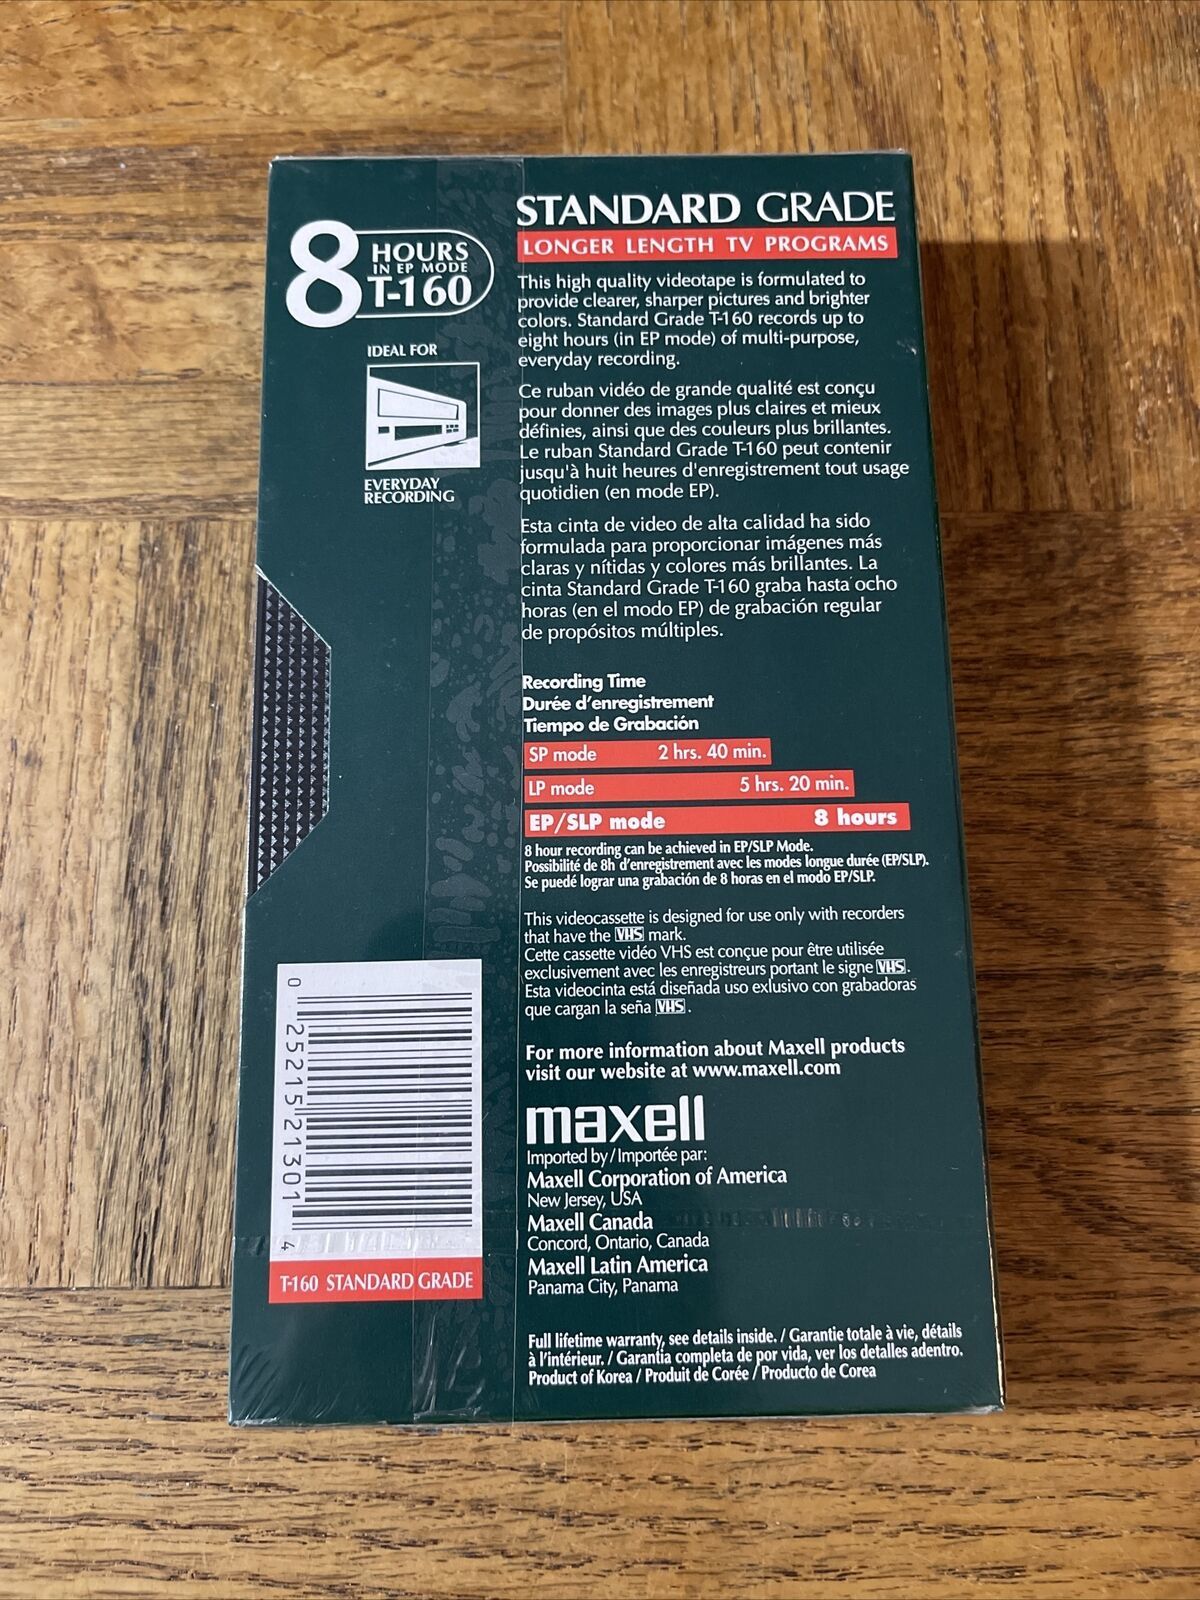 8 HOURS
IN EP MODE
T-160
IDEAL FOR
EVERYDAY
RECORDING
STANDARD GRADE
LONGER LENGTH TV PROGRAMS
This high quality videotape is formulated to
provide clearer, sharper pictures and brighter
colors. Standard Grade T-160 records up to
eight hours (in EP mode) of multi-purpose,
everyday recording.
Ce ruban vidéo de grande qualité est conçu
pour donner des images plus claires et mieux
définies, ainsi que des couleurs plus brillantes.
Le ruban Standard Grade T-160 peut contenir
jusqu'à huit heures d'enregistrement tout usage
quotidien (en mode EP).
Esta cinta de video de alta calidad ha sido
formulada para proporcionar imágenes más
claras y nítidas y colores más brillantes. La
cinta Standard Grade T-160 graba hasta ocho
horas (en el modo EP) de grabación regular
de propósitos múltiples.
Recording Time
Durée d'enregistrement
Tiempo de Grabación
SP mode 2 hrs. 40 min.
LP mode 5 hrs. 20 min.
EP/SLP mode 8 hours
8 hour recording can be achieved in EP/SLP Mode.
Possibilité de 8h d'enregistrement avec les modes longue durée (EP/SLP).
Se puedé lograr una grabación de 8 horas en el modo EP/SLP.
This videocassette is designed for use only with recorders
that have the VHS mark.
Cette cassette vidéo VHS est conçue pour être utilisée
exclusivement avec les enregistreurs portant le signe VHS.
Esta videocinta está diseñada uso exlusivo con grabadoras
que cargan la seña VHS.
For more information about Maxell products
visit our website at www.maxell.com
maxell
Imported by/Importée par:
Maxell Corporation of America
New Jersey, USA
Maxell Canada
Concord, Ontario, Canada
Maxell Latin America
Panama City, Panama
Full lifetime warranty, see details inside. / Garantie totale à vie, détails
à l'intérieur. / Garantía completa de por vida, ver los detalles adentro.
Product of Korea / Produit de Corée / Producto de Corea
0 25215 21301 4
T-160 STANDARD GRADE